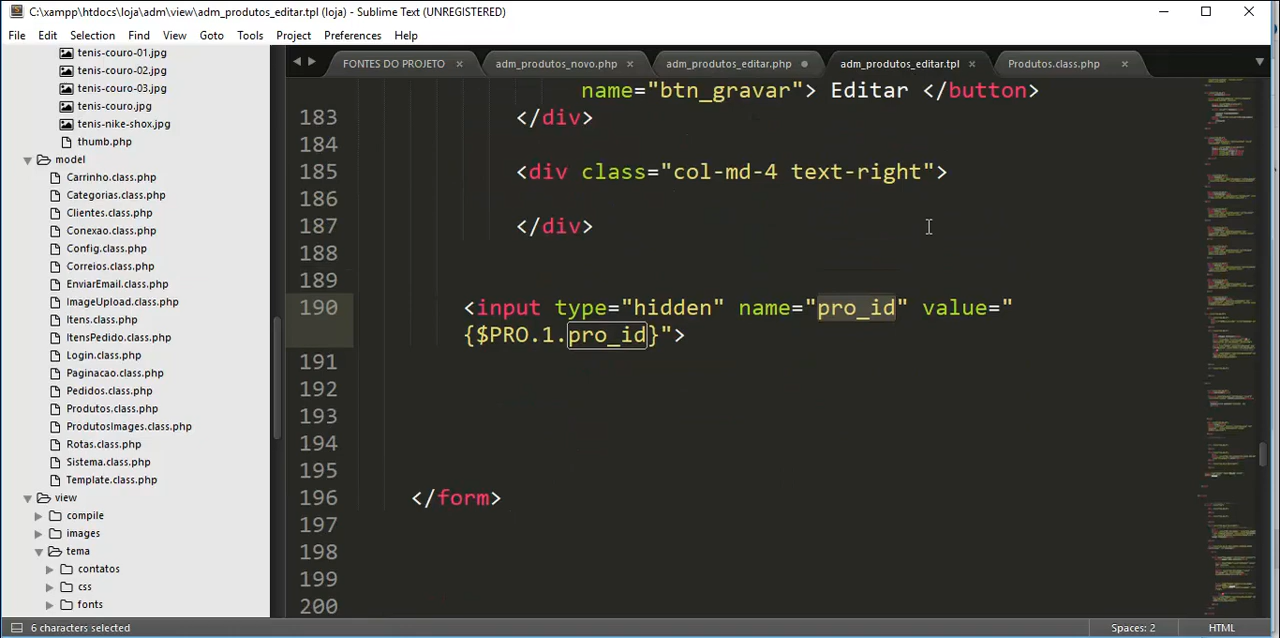 C:\xampp\htdocs\loja\adm\view\adm_produtos_editar.tpl (loja) - Sublime Text (UNREGISTERED)
File Edit Selection Find View Goto Tools Project Preferences Help
tenis-couro-01.jpg
tenis-couro-02.jpg
tenis-couro-03.jpg
tenis-couro.jpg
tenis-nike-shox.jpg
thumb.php
model
Carrinho.class.php
Categorias.class.php
Clientes.class.php
Conexao.class.php
Config.class.php
Correios.class.php
EnviarEmail.class.php
ImageUpload.class.php
Itens.class.php
ItensPedido.class.php
Login.class.php
Paginacao.class.php
Pedidos.class.php
Produtos.class.php
ProdutosImages.class.php
Rotas.class.php
Sistema.class.php
Template.class.php
view
compile
images
tema
contatos
css
fonts
FONTES DO PROJETO adm_produtos_novo.php adm_produtos_editar.php adm_produtos_editar.tpl Produtos.class.php
name="btn_gravar"> Editar </button>
183 </div>
184
185 <div class="col-md-4 text-right">
186
187 </div>
188
189
190 <input type="hidden" name="pro_id" value="
{$PRO.1.pro_id}">
191
192
193
194
195
196 </form>
197
198
199
200
6 characters selected Spaces: 2 HTML